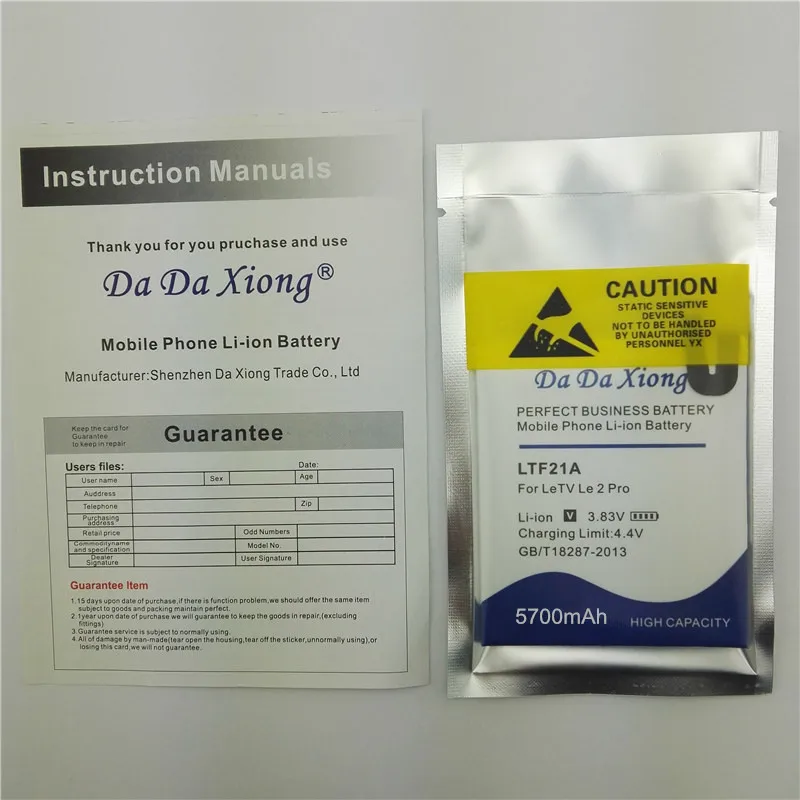 Instruction Manuals
Thank you for you pruchase and use
Da Da Xiong®
Mobile Phone Li-ion Battery
Manufacturer:Shenzhen Da Xiong Trade Co., Ltd
Keep the card for
Guarantee
to keep in repair
Guarantee
Users files:
Date:
User name
Sex
Age
Auddress
Telephone
Zip
Purchasing
address
Retail price
Odd Numbers
Commodityname
and specification
Model No.
Dealer
Signature
User Signature
Guarantee Item
1.15 days upon date of purchase,if there is function problem,we should offer the same item
subject to goods and packing maintain perfect.
2.1year upon date of purchase we will guarantee to keep the goods in repair,(excluding
fittings)
3.Guarantee service is subject to normally using.
4.All of damage by man-made(tear open the housing,tear off the sticker,unnormally using),or
losing this card,we will not guarantee.
CAUTION
STATIC SENSITIVE
DEVICES
NOT TO BE HANDLED
BY UNAUTHORISED
PERSONNEL YX
Da Da Xiong
PERFECT BUSINESS BATTERY
Mobile Phone Li-ion Battery
LTF21A
For LeTV Le 2 Pro
Li-ion V 3.83V
Charging Limit:4.4V
GB/T18287-2013
5700mAh
HIGH CAPACITY